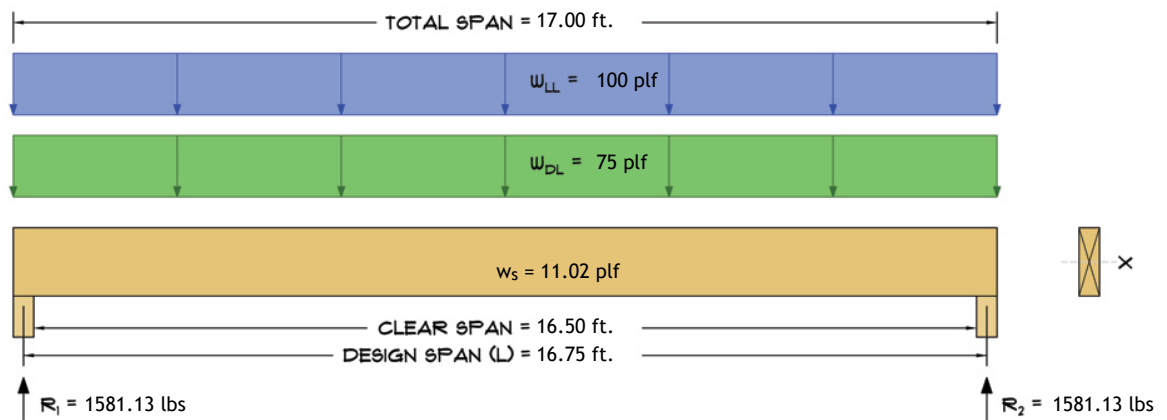 TOTAL SPAN = 17.00 ft.
WLL = 100 plf
WDL = 75 plf
ws = 11.02 plf
X
CLEAR SPAN = 16.50 ft.
DESIGN SPAN (L) = 16.75 ft.
R1 = 1581.13 lbs
R2 = 1581.13 lbs